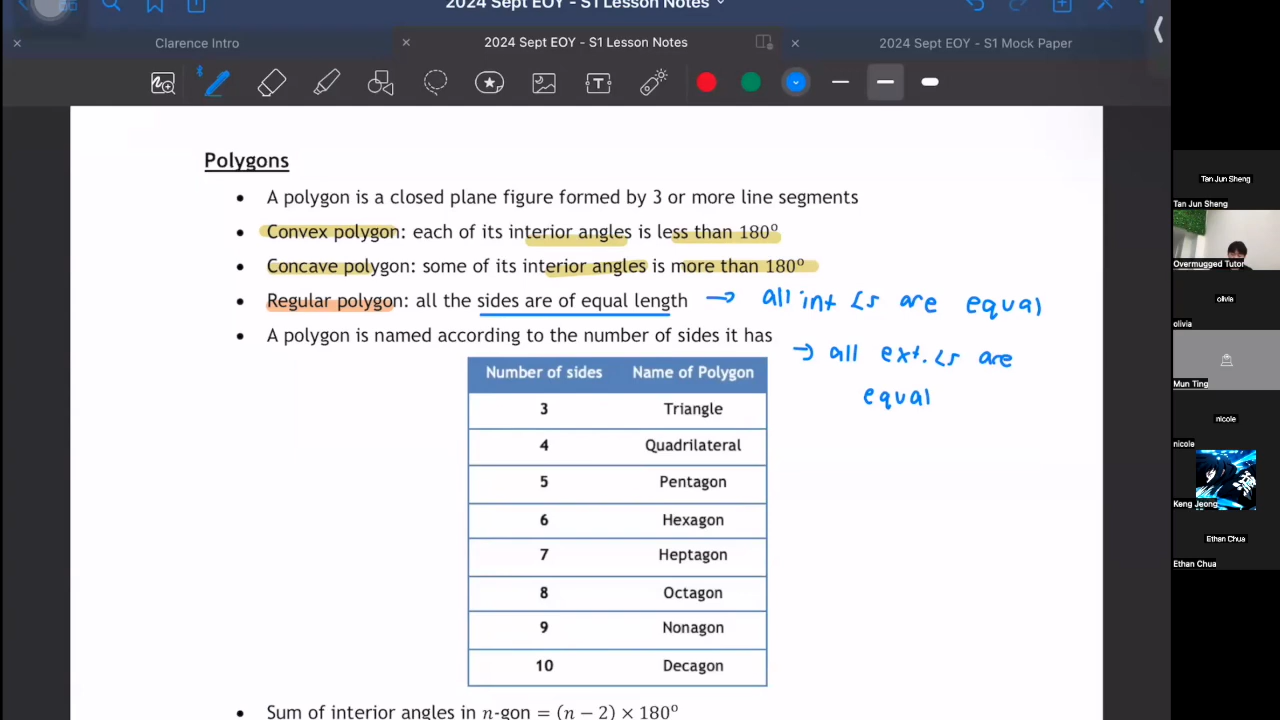 2024 Sept EOY - S1 Lesson Notes
Clarence Intro
2024 Sept EOY - S1 Lesson Notes
2024 Sept EOY - S1 Mock Paper
Polygons
• A polygon is a closed plane figure formed by 3 or more line segments
• Convex polygon: each of its interior angles is less than 180°
• Concave polygon: some of its interior angles is more than 180°
• Regular polygon: all the sides are of equal length → all int ∠s are equal
• A polygon is named according to the number of sides it has
→ all ext. ∠s are
equal
Number of sides Name of Polygon
3 Triangle
4 Quadrilateral
5 Pentagon
6 Hexagon
7 Heptagon
8 Octagon
9 Nonagon
10 Decagon
• Sum of interior angles in n-gon = (n − 2) × 180°
Tan Jun Sheng
Tan Jun Sheng
Overmugged Tutor
olivia
olivia
Mun Ting
nicole
nicole
Keng Jeong
Ethan Chua
Ethan Chua